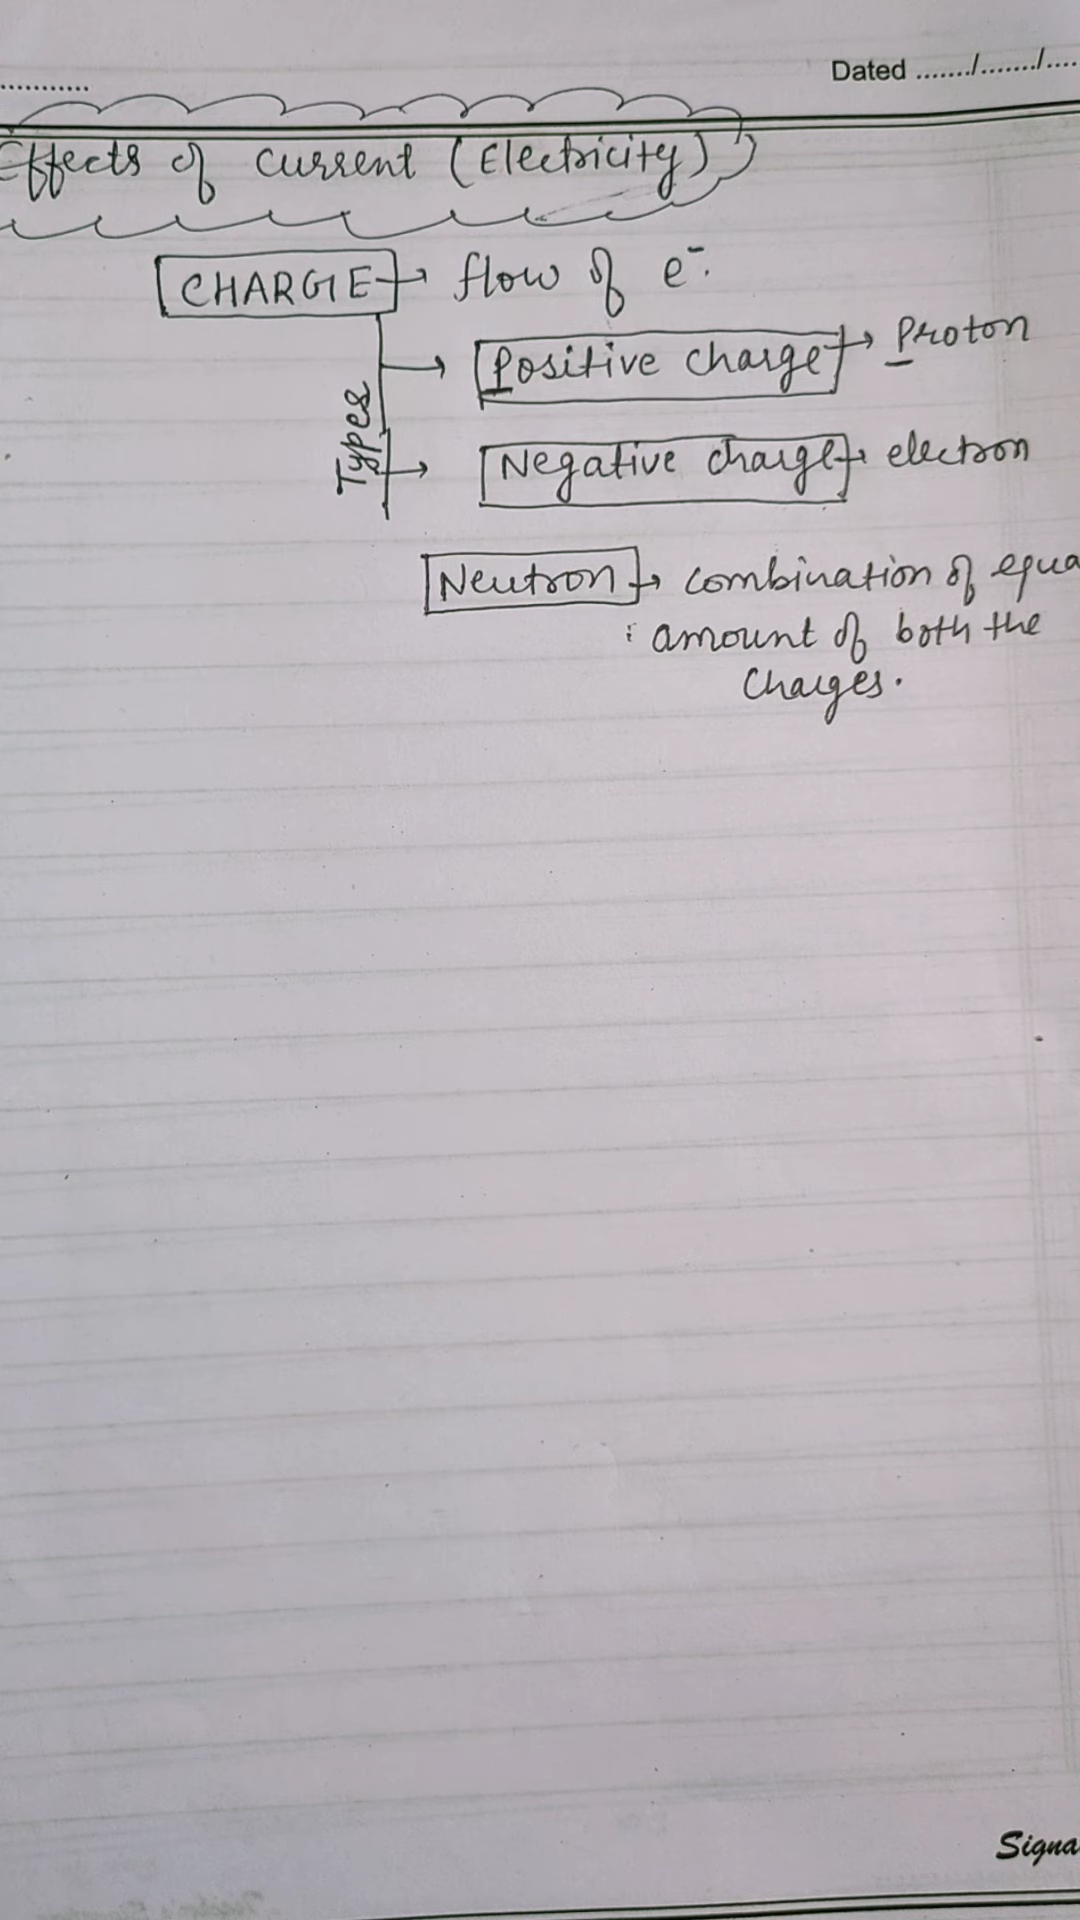 Dated ......./......./....
Effects of current (Electricity)
CHARGE → flow of e⁻.
Positive charge → Proton
Types
Negative charge → electron
Neutron → combination of equa
amount of both the
charges.
Signa